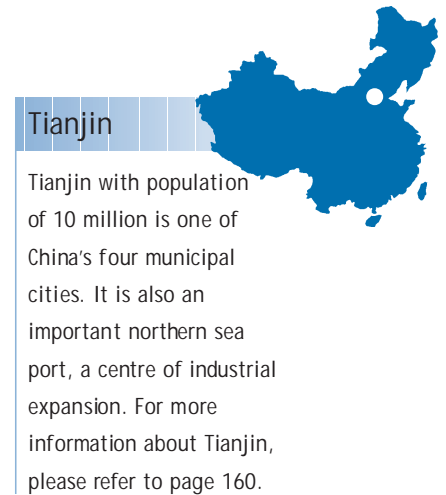 Tianjin
Tianjin with population
of 10 million is one of
China's four municipal
cities. It is also an
important northern sea
port, a centre of industrial
expansion. For more
information about Tianjin,
please refer to page 160.